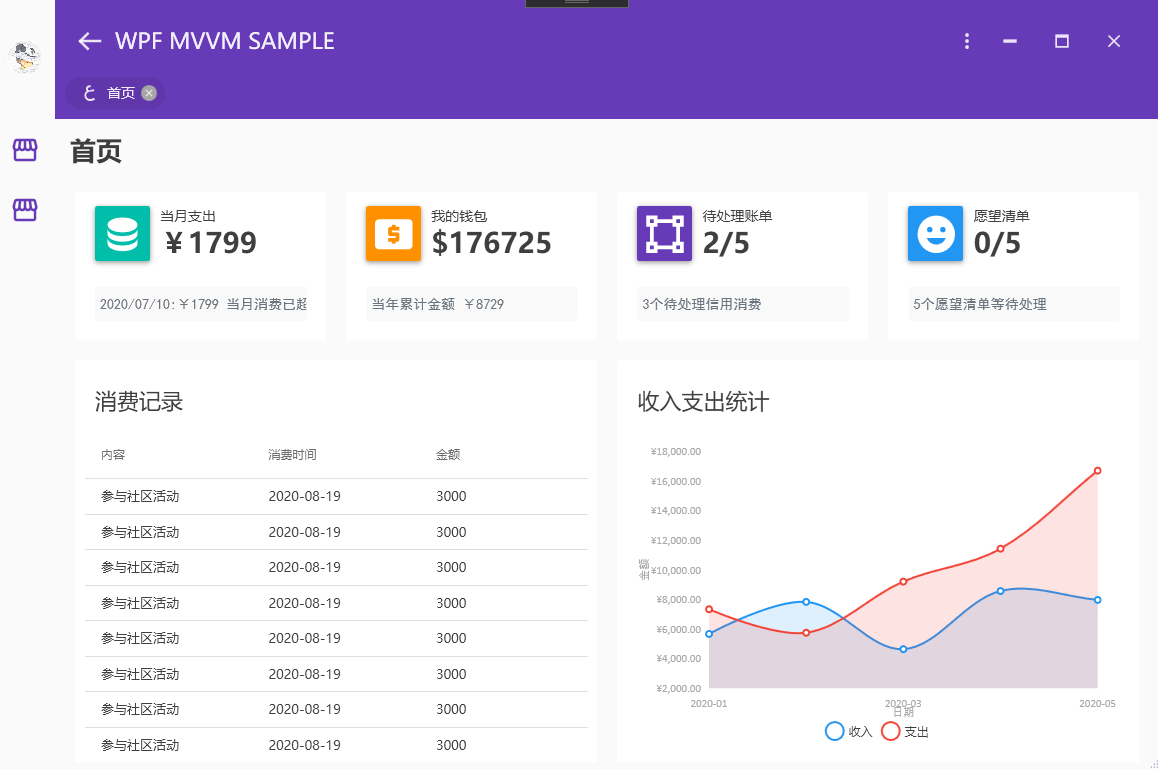 WPF MVVM SAMPLE
首页
首页
当月支出
￥1799
2020/07/10:￥1799 当月消费已超
我的钱包
$176725
当年累计金额 ￥8729
待处理账单
2/5
3个待处理信用消费
愿望清单
0/5
5个愿望清单等待处理
消费记录
内容 消费时间 金额
参与社区活动 2020-08-19 3000
参与社区活动 2020-08-19 3000
参与社区活动 2020-08-19 3000
参与社区活动 2020-08-19 3000
参与社区活动 2020-08-19 3000
参与社区活动 2020-08-19 3000
参与社区活动 2020-08-19 3000
参与社区活动 2020-08-19 3000
收入支出统计
¥18,000.00
¥16,000.00
¥14,000.00
¥12,000.00
¥10,000.00
¥8,000.00
¥6,000.00
¥4,000.00
¥2,000.00
金额
2020-01 2020-03 2020-05
日期
收入 支出